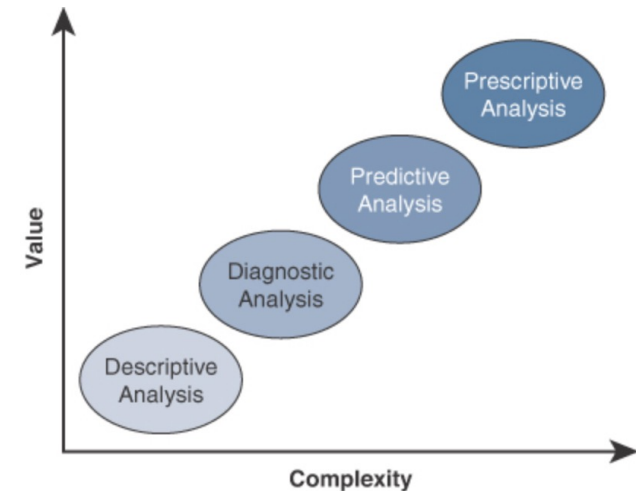 Prescriptive
Analysis
Predictive
Analysis
Value
Diagnostic
Analysis
Descriptive
Analysis
Complexity